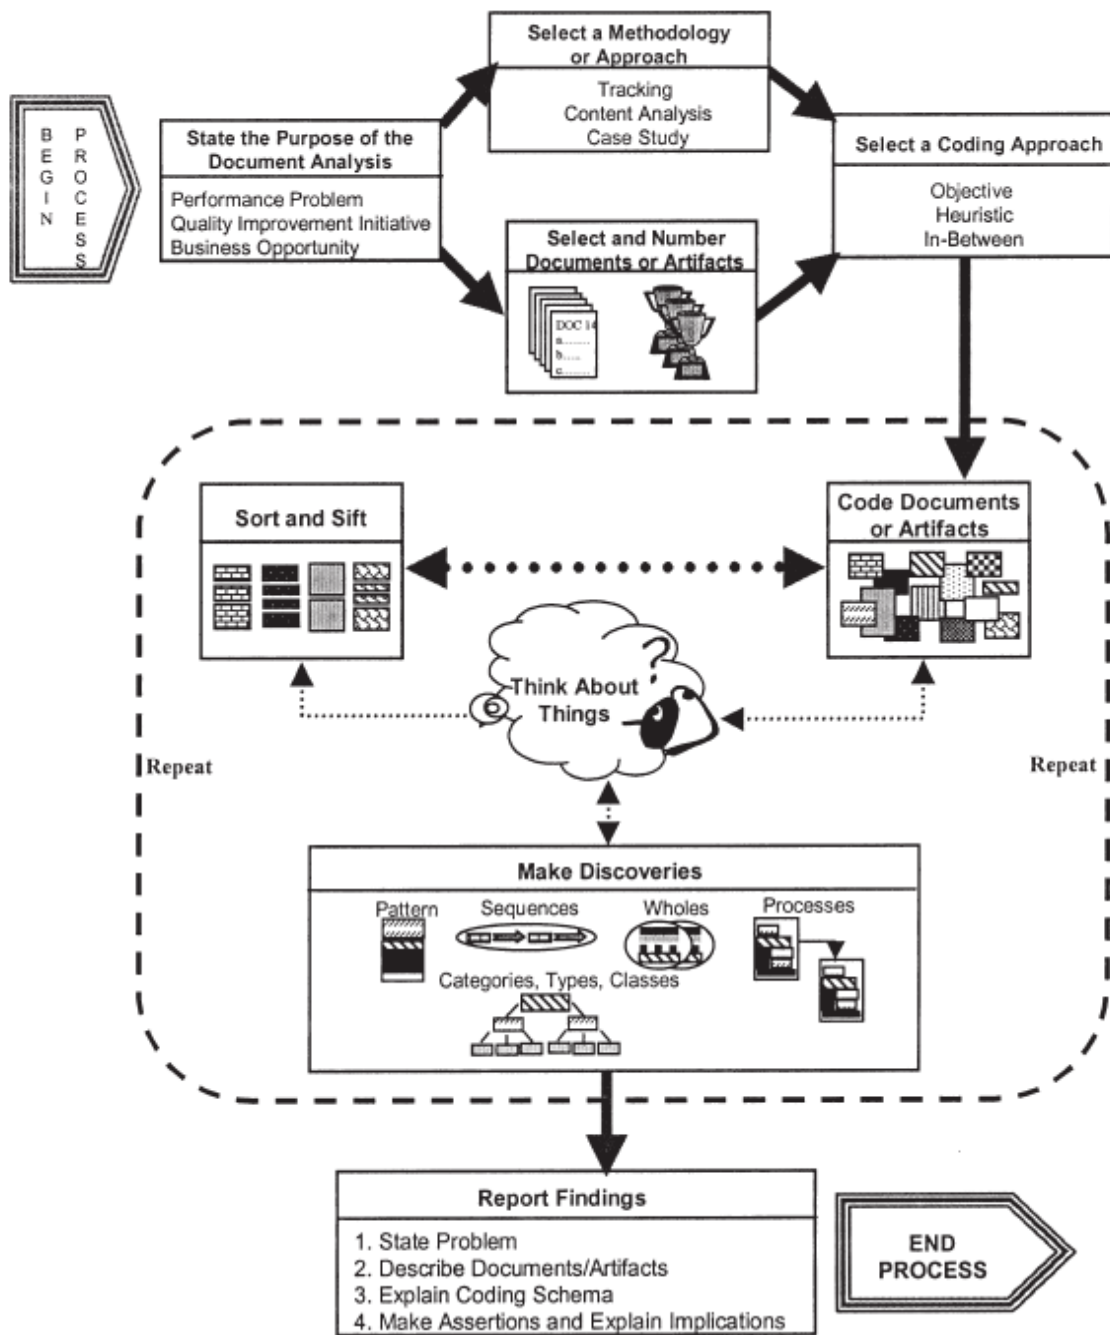 BEGIN
PROCESS
State the Purpose of the
Document Analysis
Performance Problem
Quality Improvement Initiative
Business Opportunity
Select a Methodology
or Approach
Tracking
Content Analysis
Case Study
Select and Number
Documents or Artifacts
DOC 14
a........
b.....
c........
Select a Coding Approach
Objective
Heuristic
In-Between
Sort and Sift
Code Documents
or Artifacts
?
Think About
Things
Repeat
Repeat
Make Discoveries
Pattern
Sequences
Wholes
Processes
Categories, Types, Classes
Report Findings
1. State Problem
2. Describe Documents/Artifacts
3. Explain Coding Schema
4. Make Assertions and Explain Implications
END
PROCESS